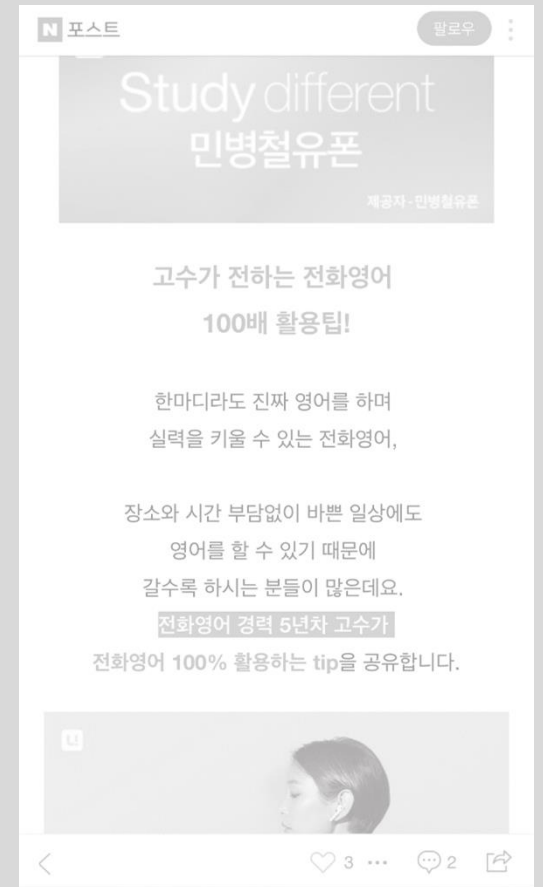 N 포스트
팔로우
Study different
민병철유폰
제공자-민병철유폰
고수가 전하는 전화영어
100배 활용팁!
한마디라도 진짜 영어를 하며
실력을 키울 수 있는 전화영어,
장소와 시간 부담없이 바쁜 일상에도
영어를 할 수 있기 때문에
갈수록 하시는 분들이 많은데요.
전화영어 경력 5년차 고수가
전화영어 100% 활용하는 tip을 공유합니다.
3
2